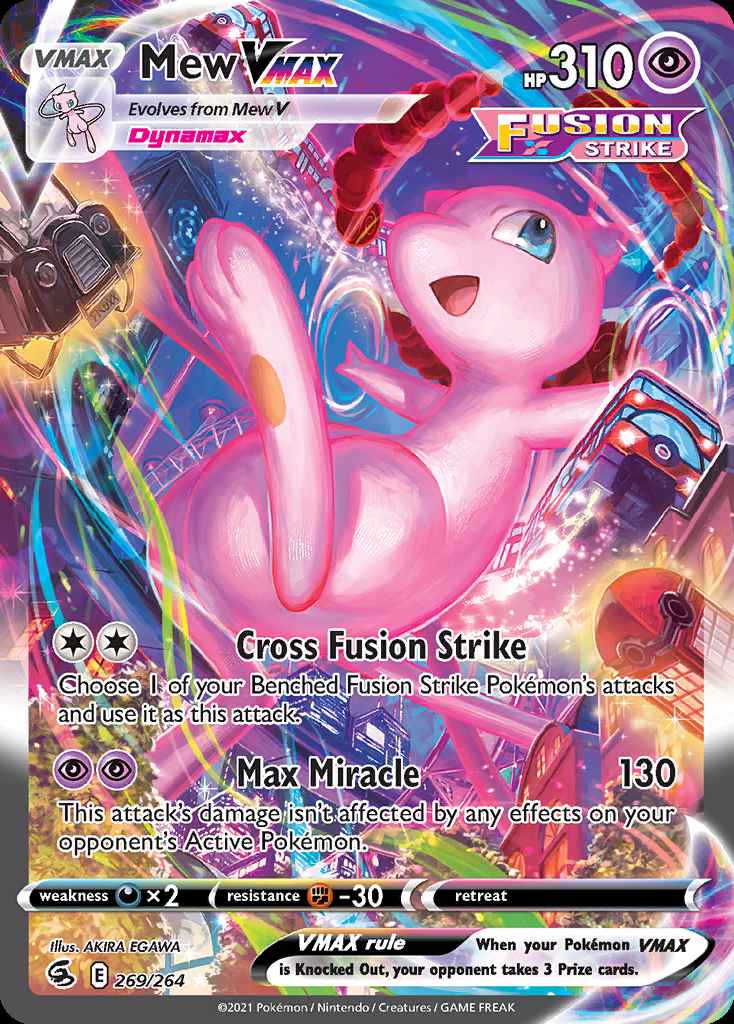 VMAX
Mew VMAX
HP 310
Evolves from Mew V
Dynamax
FUSION
STRIKE
Cross Fusion Strike
Choose 1 of your Benched Fusion Strike Pokémon's attacks
and use it as this attack.
Max Miracle 130
This attack's damage isn't affected by any effects on your
opponent's Active Pokémon.
weakness ×2 resistance -30 retreat
Illus. AKIRA EGAWA
VMAX rule When your Pokémon VMAX
is Knocked Out, your opponent takes 3 Prize cards.
E 269/264
©2021 Pokémon / Nintendo / Creatures / GAME FREAK